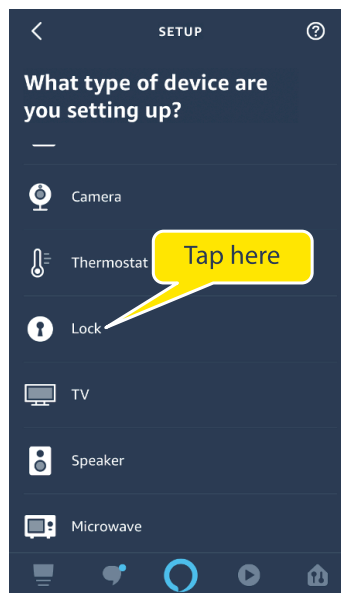 SETUP
What type of device are
you setting up?
Camera
Thermostat
Tap here
Lock
TV
Speaker
Microwave